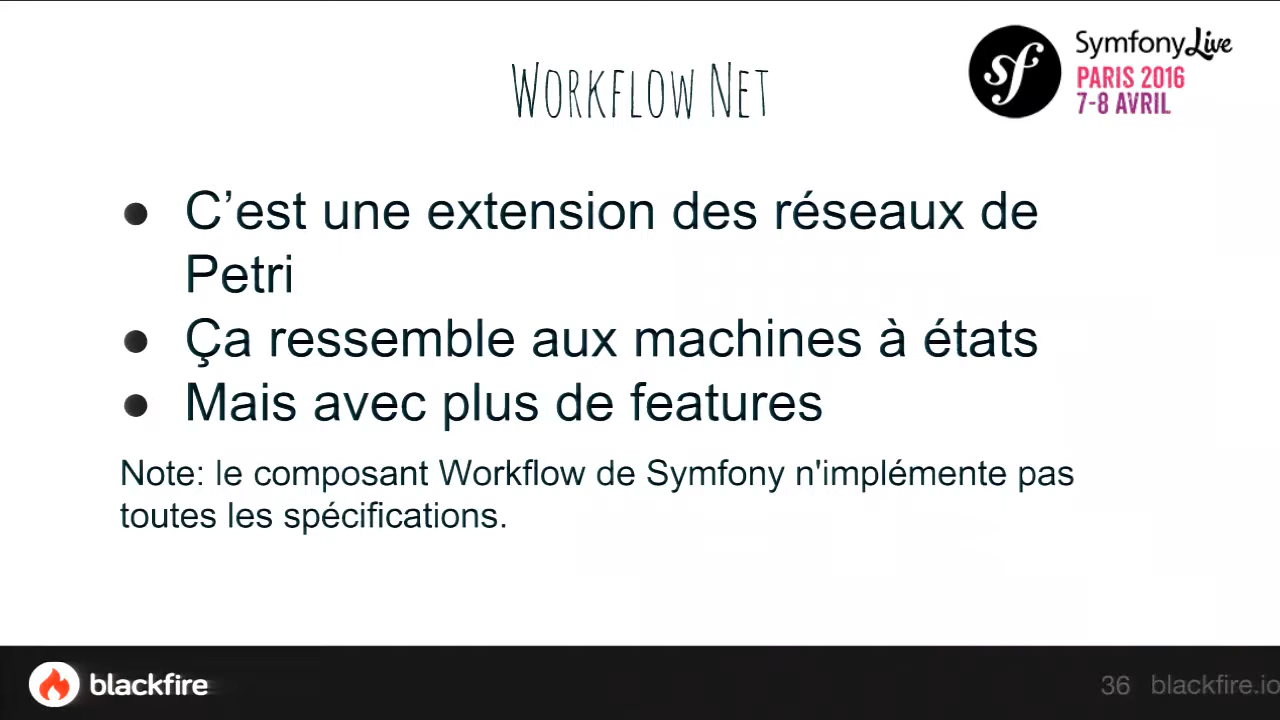 WORKFLOW NET
SymfonyLive
PARIS 2016
7-8 AVRIL
● C’est une extension des réseaux de
Petri
● Ça ressemble aux machines à états
● Mais avec plus de features
Note: le composant Workflow de Symfony n'implémente pas
toutes les spécifications.
blackfire
36 blackfire.io